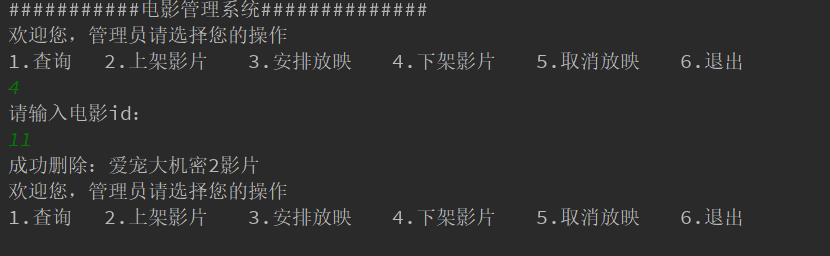 ###########电影管理系统##############
欢迎您，管理员请选择您的操作
1.查询  2.上架影片  3.安排放映  4.下架影片  5.取消放映  6.退出
4
请输入电影id：
11
成功删除：爱宠大机密2影片
欢迎您，管理员请选择您的操作
1.查询  2.上架影片  3.安排放映  4.下架影片  5.取消放映  6.退出